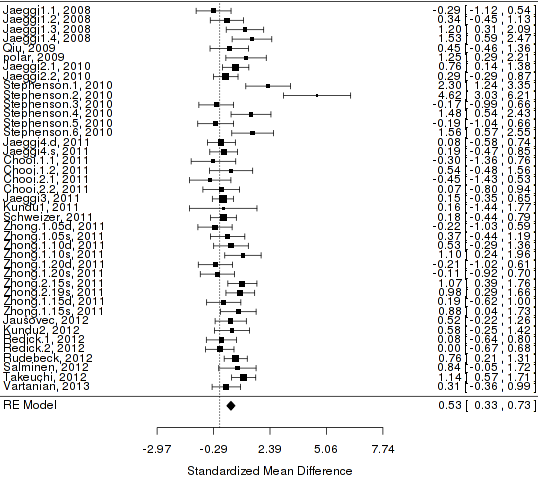 Jaeggi1.1, 2008 -0.29 [ -1.12 , 0.54 ]
Jaeggi1.2, 2008 0.34 [ -0.45 , 1.13 ]
Jaeggi1.3, 2008 1.20 [ 0.31 , 2.09 ]
Jaeggi1.4, 2008 1.53 [ 0.59 , 2.47 ]
Qiu, 2009 0.45 [ -0.46 , 1.36 ]
polar, 2009 1.25 [ 0.29 , 2.21 ]
Jaeggi2.1, 2010 0.76 [ 0.14 , 1.38 ]
Jaeggi2.2, 2010 0.29 [ -0.29 , 0.87 ]
Stephenson.1, 2010 2.30 [ 1.24 , 3.35 ]
Stephenson.2, 2010 4.62 [ 3.03 , 6.21 ]
Stephenson.3, 2010 -0.17 [ -0.99 , 0.66 ]
Stephenson.4, 2010 1.48 [ 0.54 , 2.43 ]
Stephenson.5, 2010 -0.19 [ -1.04 , 0.66 ]
Stephenson.6, 2010 1.56 [ 0.57 , 2.55 ]
Jaeggi4.d, 2011 0.08 [ -0.58 , 0.74 ]
Jaeggi4.s, 2011 0.19 [ -0.47 , 0.85 ]
Chooi.1.1, 2011 -0.30 [ -1.36 , 0.76 ]
Chooi.1.2, 2011 0.54 [ -0.48 , 1.56 ]
Chooi.2.1, 2011 -0.45 [ -1.43 , 0.53 ]
Chooi.2.2, 2011 0.07 [ -0.80 , 0.94 ]
Jaeggi3, 2011 0.15 [ -0.35 , 0.65 ]
Kundu1, 2011 0.16 [ -1.44 , 1.77 ]
Schweizer, 2011 0.18 [ -0.44 , 0.79 ]
Zhong.1.05d, 2011 -0.22 [ -1.03 , 0.59 ]
Zhong.1.05s, 2011 0.37 [ -0.44 , 1.19 ]
Zhong.1.10d, 2011 0.53 [ -0.29 , 1.36 ]
Zhong.1.10s, 2011 1.10 [ 0.24 , 1.96 ]
Zhong.1.20d, 2011 -0.21 [ -1.02 , 0.61 ]
Zhong.1.20s, 2011 -0.11 [ -0.92 , 0.70 ]
Zhong.2.15s, 2011 1.07 [ 0.39 , 1.76 ]
Zhong.2.19s, 2011 0.98 [ 0.29 , 1.66 ]
Zhong.1.15d, 2011 0.19 [ -0.62 , 1.00 ]
Zhong.1.15s, 2011 0.88 [ 0.04 , 1.73 ]
Jausovec, 2012 0.52 [ -0.22 , 1.26 ]
Kundu2, 2012 0.58 [ -0.25 , 1.42 ]
Redick.1, 2012 0.08 [ -0.64 , 0.80 ]
Redick.2, 2012 0.00 [ -0.67 , 0.68 ]
Rudebeck, 2012 0.76 [ 0.21 , 1.31 ]
Salminen, 2012 0.84 [ -0.05 , 1.72 ]
Takeuchi, 2012 1.14 [ 0.57 , 1.71 ]
Vartanian, 2013 0.31 [ -0.36 , 0.99 ]
RE Model 0.53 [ 0.33 , 0.73 ]
-2.97 -0.29 2.39 5.06 7.74
Standardized Mean Difference